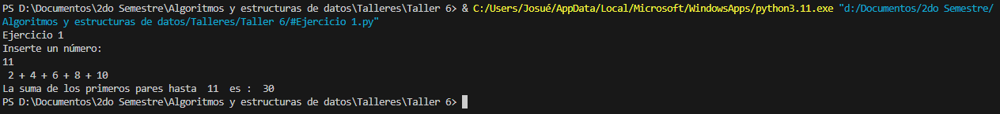 PS D:\Documentos\2do Semestre\Algoritmos y estructuras de datos\Talleres\Taller 6> & C:/Users/Josué/AppData/Local/Microsoft/WindowsApps/python3.11.exe "d:/Documentos/2do Semestre/
Algoritmos y estructuras de datos/Talleres/Taller 6/#Ejercicio 1.py"
Ejercicio 1
Inserte un número:
11
 2 + 4 + 6 + 8 + 10
La suma de los primeros pares hasta  11  es :  30
PS D:\Documentos\2do Semestre\Algoritmos y estructuras de datos\Talleres\Taller 6>